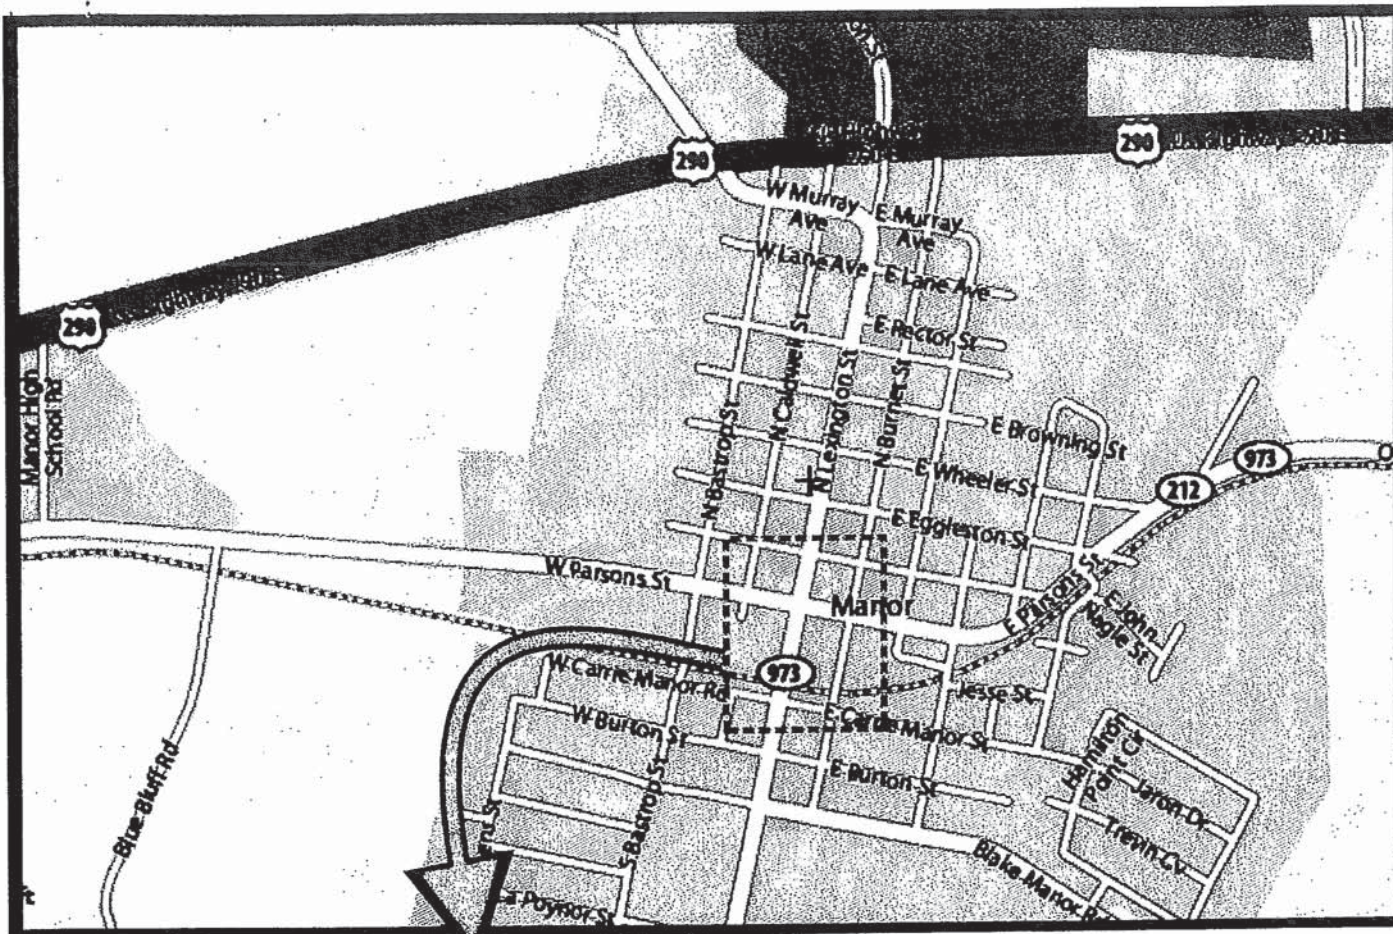 290
290
W Murray
Ave
E Murray
Ave
W Lane Ave
E Lane Ave
290
E Rector St
Manor High
School Rd
N Bastrop St
N Caldwell St
N Lexington St
N Burnet St
E Browning St
E Wheeler St
973
212
E Eggleston St
W Parsons St
Manor
E Parsons St
E John
Nagle St
W Carrie Manor Rd
973
Jesse St
W Burton St
E Carrie Manor St
Hamilton
Point Cir
E Burton St
Jaron Dr
Blue Bluff Rd
S Bastrop St
Trevin Cv
Blake Manor Rd
Poynor St